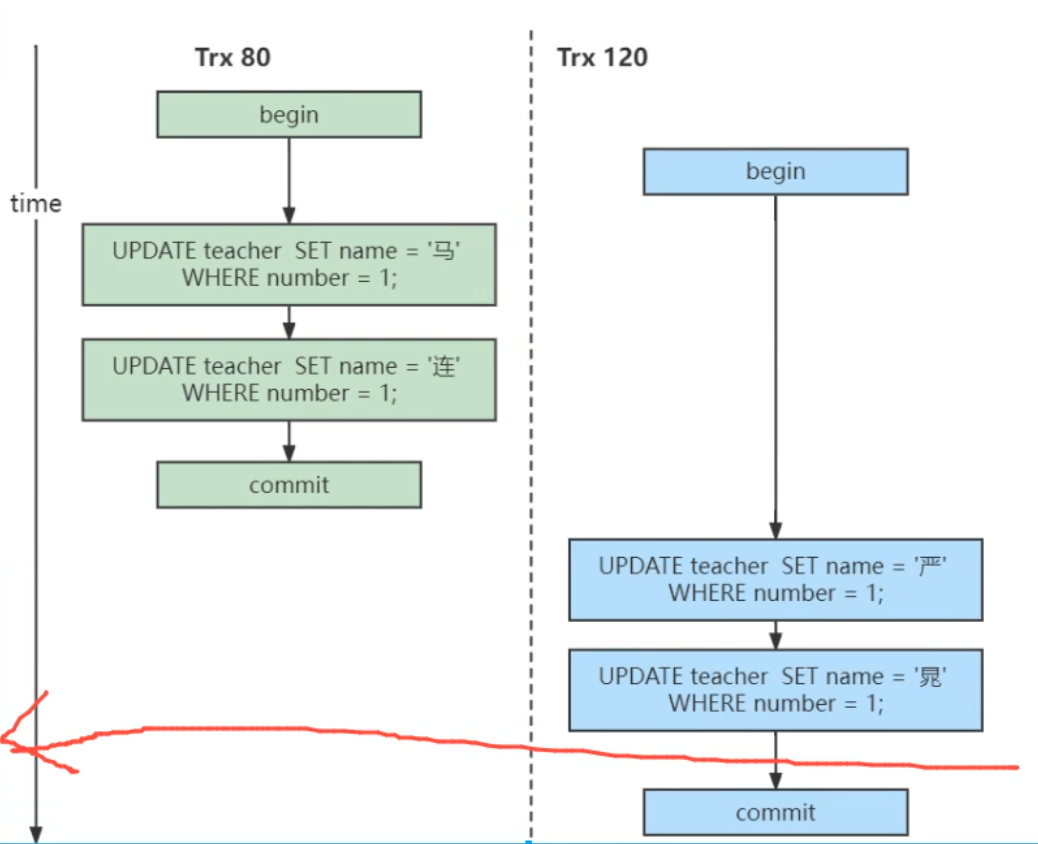 Trx 80
Trx 120
begin
begin
time
UPDATE teacher SET name = '马'
WHERE number = 1;
UPDATE teacher SET name = '连'
WHERE number = 1;
commit
UPDATE teacher SET name = '严'
WHERE number = 1;
UPDATE teacher SET name = '晁'
WHERE number = 1;
commit